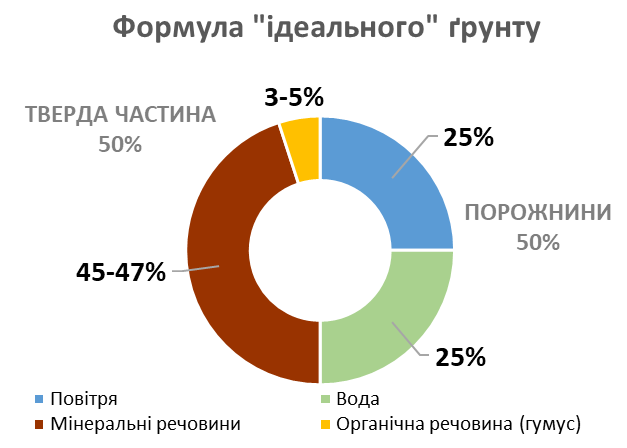 Формула "ідеального" ґрунту
3-5%
ТВЕРДА ЧАСТИНА
50%
25%
ПОРОЖНИНИ
50%
45-47%
25%
Повітря
Вода
Мінеральні речовини
Органічна речовина (гумус)